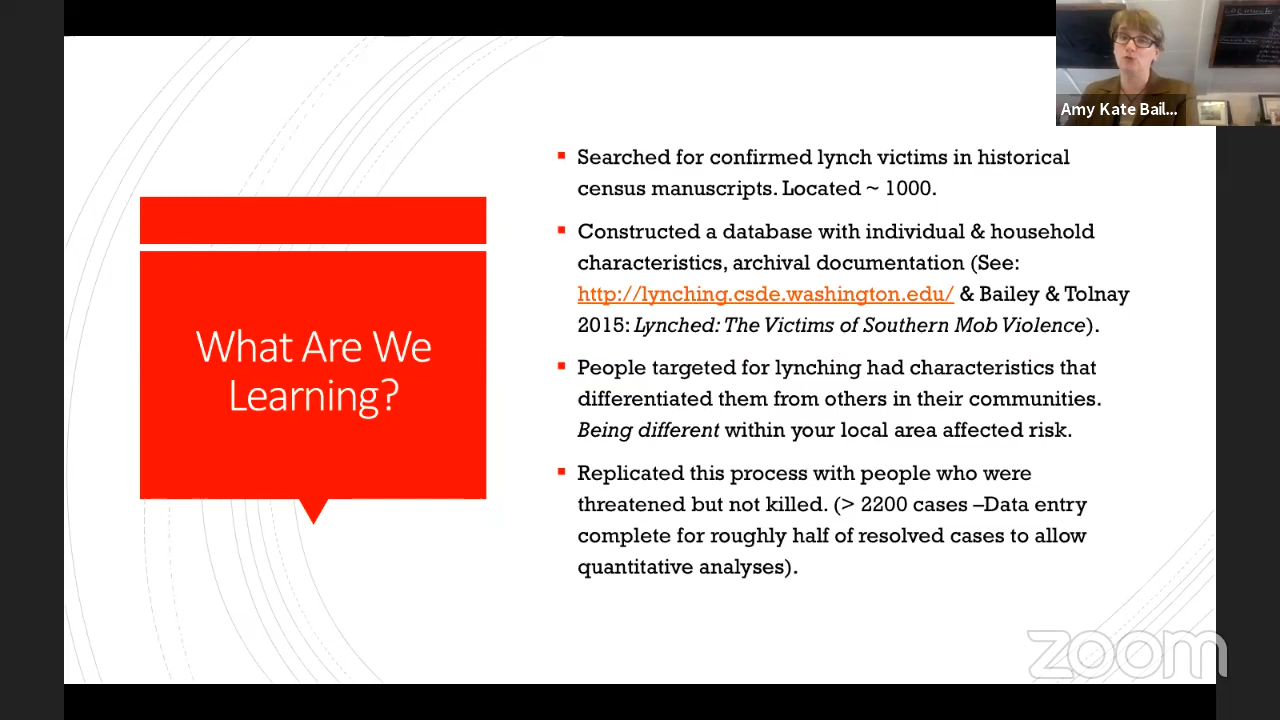 Amy Kate Bail...
Searched for confirmed lynch victims in historical
census manuscripts. Located ~ 1000.
Constructed a database with individual & household
characteristics, archival documentation (See:
http://lynching.csde.washington.edu/ & Bailey & Tolnay
2015: Lynched: The Victims of Southern Mob Violence).
What Are We
Learning?
People targeted for lynching had characteristics that
differentiated them from others in their communities.
Being different within your local area affected risk.
Replicated this process with people who were
threatened but not killed. (> 2200 cases –Data entry
complete for roughly half of resolved cases to allow
quantitative analyses).
zoom